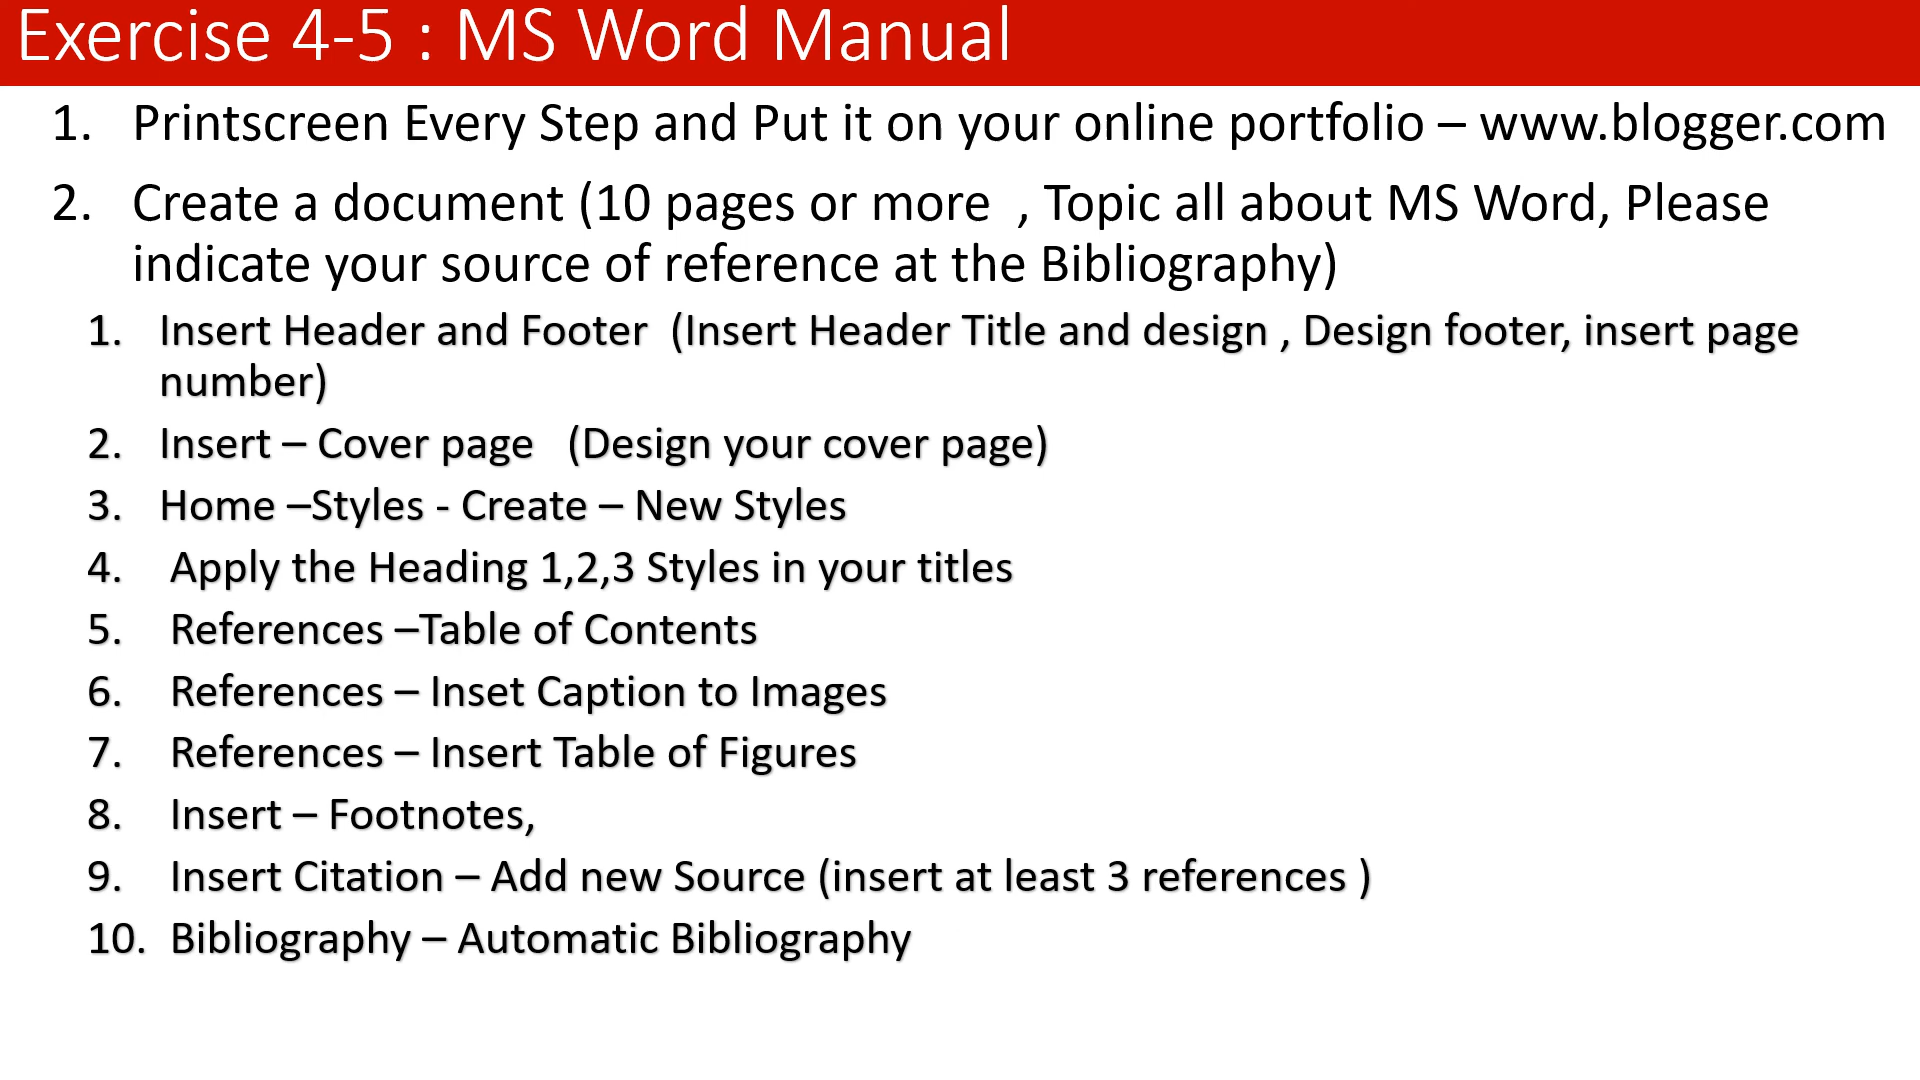 Exercise 4-5 : MS Word Manual
1. Printscreen Every Step and Put it on your online portfolio – www.blogger.com
2. Create a document (10 pages or more , Topic all about MS Word, Please
indicate your source of reference at the Bibliography)
1. Insert Header and Footer (Insert Header Title and design , Design footer, insert page
number)
2. Insert – Cover page (Design your cover page)
3. Home –Styles - Create – New Styles
4. Apply the Heading 1,2,3 Styles in your titles
5. References –Table of Contents
6. References – Inset Caption to Images
7. References – Insert Table of Figures
8. Insert – Footnotes,
9. Insert Citation – Add new Source (insert at least 3 references )
10. Bibliography – Automatic Bibliography